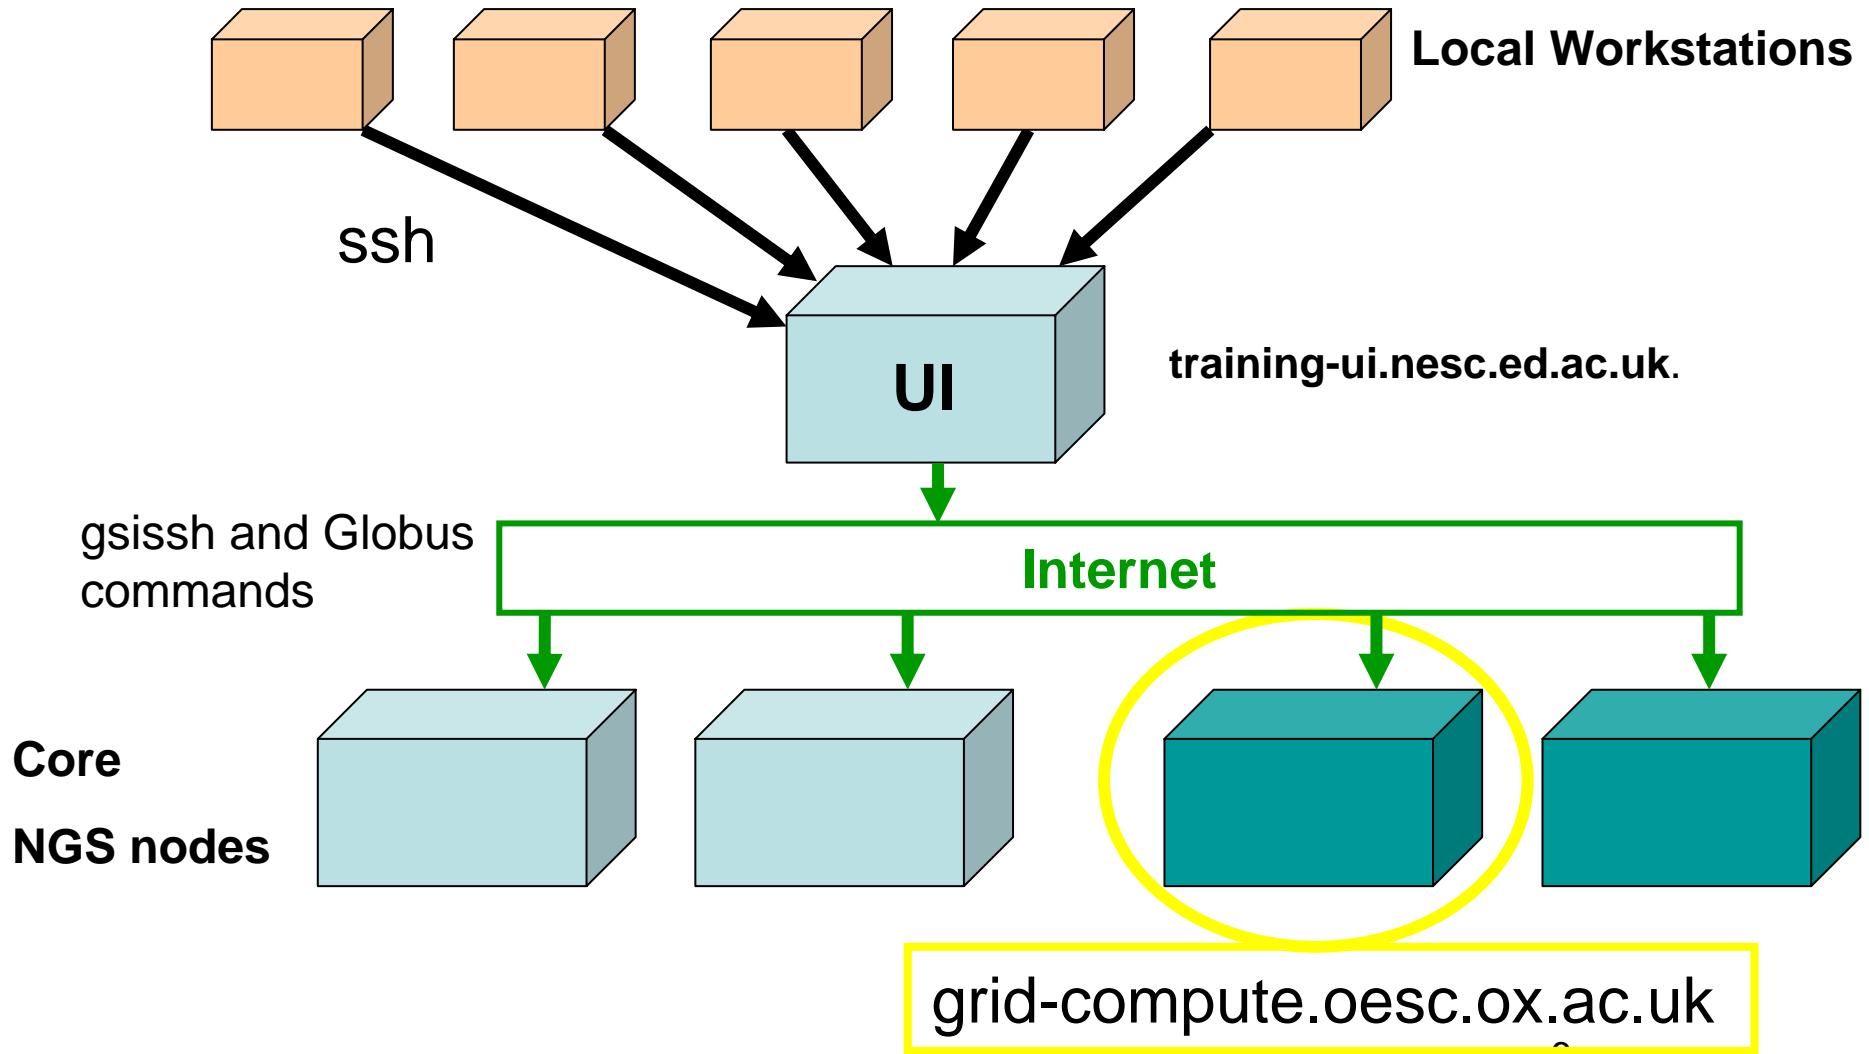 Local Workstations
ssh
UI
training-ui.nesc.ed.ac.uk.
gsissh and Globus
commands
Internet
Core
NGS nodes
grid-compute.oesc.ox.ac.uk